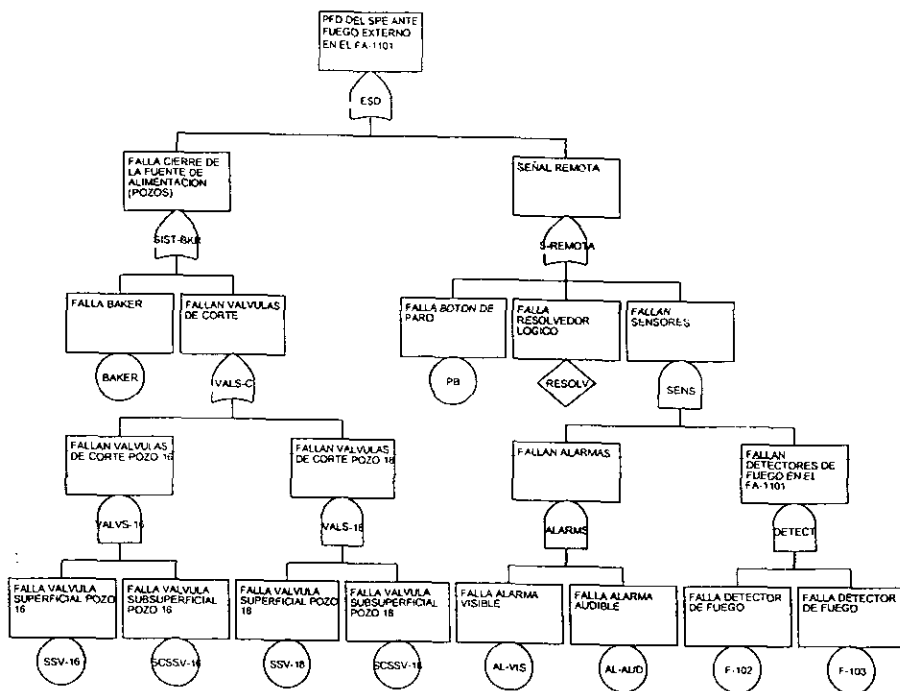 PFD DEL SPE ANTE
FUEGO EXTERNO
EN EL FA-1101
ESD
FALLA CIERRE DE
LA FUENTE DE
ALIMENTACION
(POZOS)
SEÑAL REMOTA
SIST-BKR
S-REMOTA
FALLA BAKER
FALLAN VALVULAS
DE CORTE
FALLA BOTON DE
PARO
FALLA
RESOLVEDOR
LOGICO
FALLAN
SENSORES
BAKER
VALS-C
PB
RESOLV
SENS
FALLAN VALVULAS
DE CORTE POZO 16
FALLAN VALVULAS
DE CORTE POZO 18
FALLAN ALARMAS
FALLAN
DETECTORES DE
FUEGO EN EL
FA-1101
VALVS-16
VALS-18
ALARMS
DETECT
FALLA VALVULA
SUPERFICIAL POZO
16
FALLA VALVULA
SUBSUPERFICIAL
POZO 16
FALLA VALVULA
SUPERFICIAL POZO
18
FALLA VALVULA
SUBSUPERFICIAL
POZO 18
FALLA ALARMA
VISIBLE
FALLA ALARMA
AUDIBLE
FALLA DETECTOR
DE FUEGO
FALLA DETECTOR
DE FUEGO
SSV-16
SCSSV-16
SSV-18
SCSSV-18
AL-VIS
AL-AUD
F-102
F-103